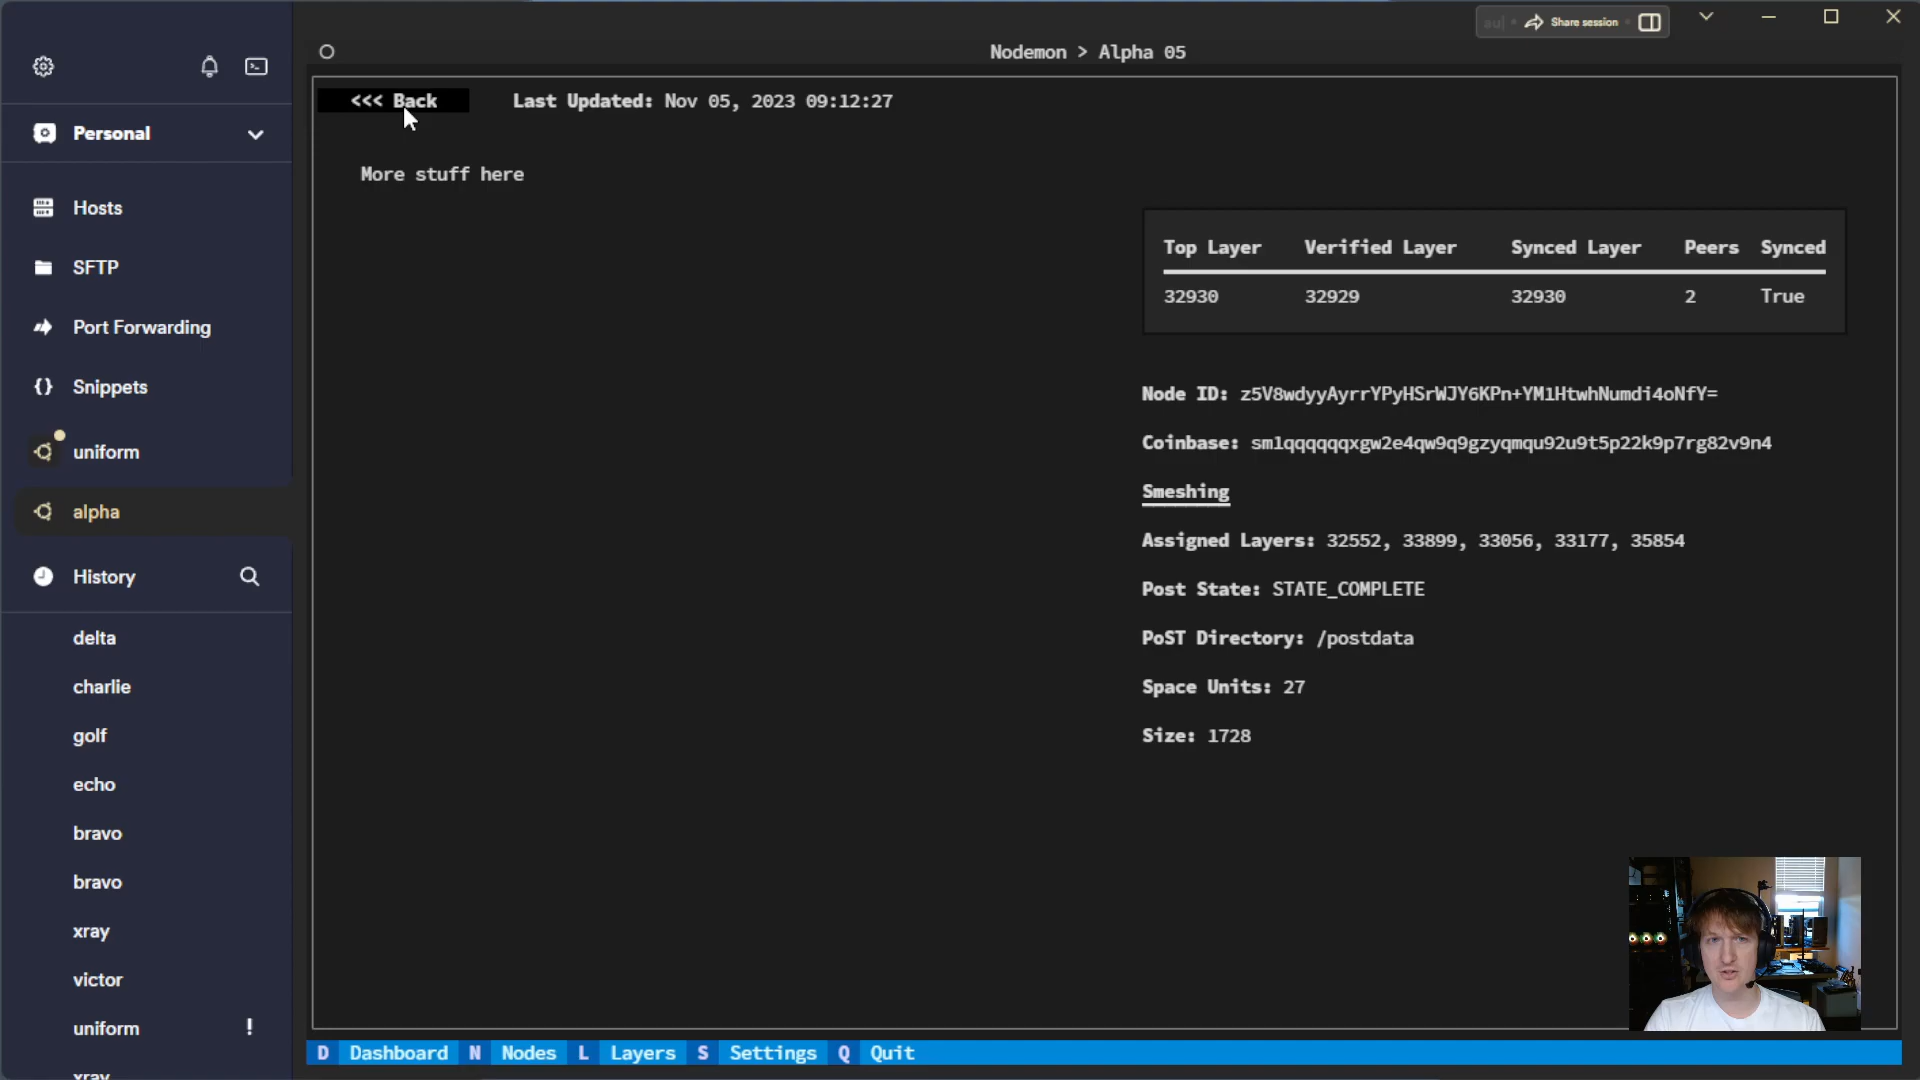 Share session
Nodemon > Alpha 05
<<< Back
Last Updated: Nov 05, 2023 09:12:27
More stuff here
Personal
Hosts
SFTP
Port Forwarding
Snippets
uniform
alpha
History
delta
charlie
golf
echo
bravo
bravo
xray
victor
uniform !
xray
Top Layer Verified Layer Synced Layer Peers Synced
32930 32929 32930 2 True
Node ID: z5V8wdyyAyrrYPyHSrWJY6KPn+YM1HtwhNumdi4oNfY=
Coinbase: sm1qqqqqqxgw2e4qw9q9gzyqmqu92u9t5p22k9p7rg82v9n4
Smeshing
Assigned Layers: 32552, 33899, 33056, 33177, 35854
Post State: STATE_COMPLETE
PoST Directory: /postdata
Space Units: 27
Size: 1728
D Dashboard N Nodes L Layers S Settings Q Quit